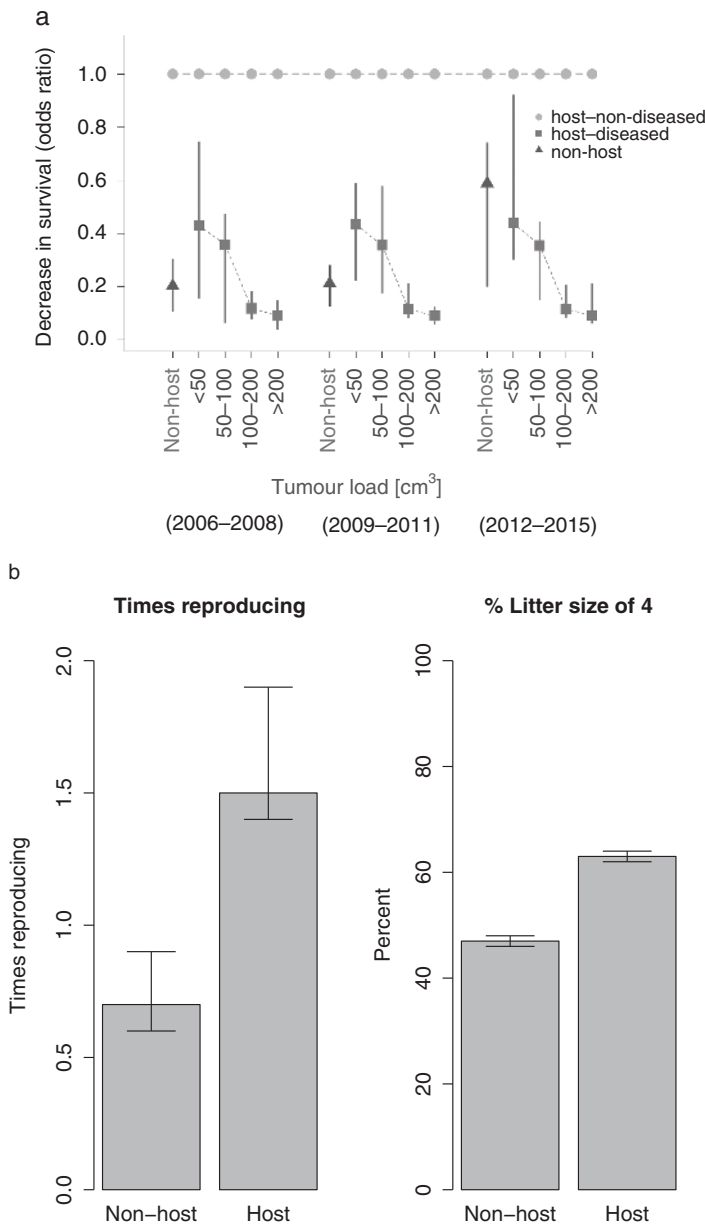 a
Decrease in survival (odds ratio)
1.0
0.8
0.6
0.4
0.2
0.0
host–non-diseased
host–diseased
non-host
Non-host
<50
50–100
100–200
>200
Non-host
<50
50–100
100–200
>200
Non-host
<50
50–100
100–200
>200
Tumour load [cm³]
(2006–2008)
(2009–2011)
(2012–2015)
b
Times reproducing
Times reproducing
2.0
1.5
1.0
0.5
0.0
Non−host
Host
% Litter size of 4
Percent
100
80
60
40
20
0
Non−host
Host